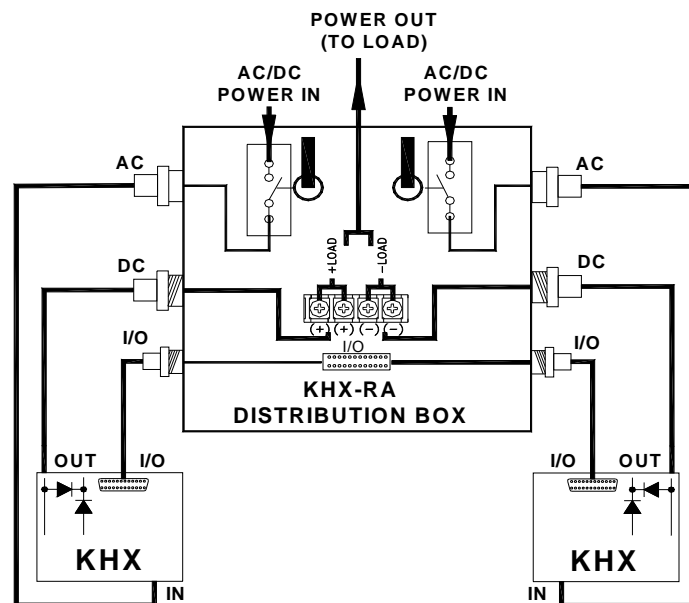 POWER OUT
(TO LOAD)
AC/DC
POWER IN
AC/DC
POWER IN
AC
AC
+LOAD
-LOAD
DC
DC
(+) (+) (-) (-)
I/O
I/O
I/O
KHX-RA
DISTRIBUTION BOX
OUT
I/O
I/O
OUT
KHX
KHX
IN
IN